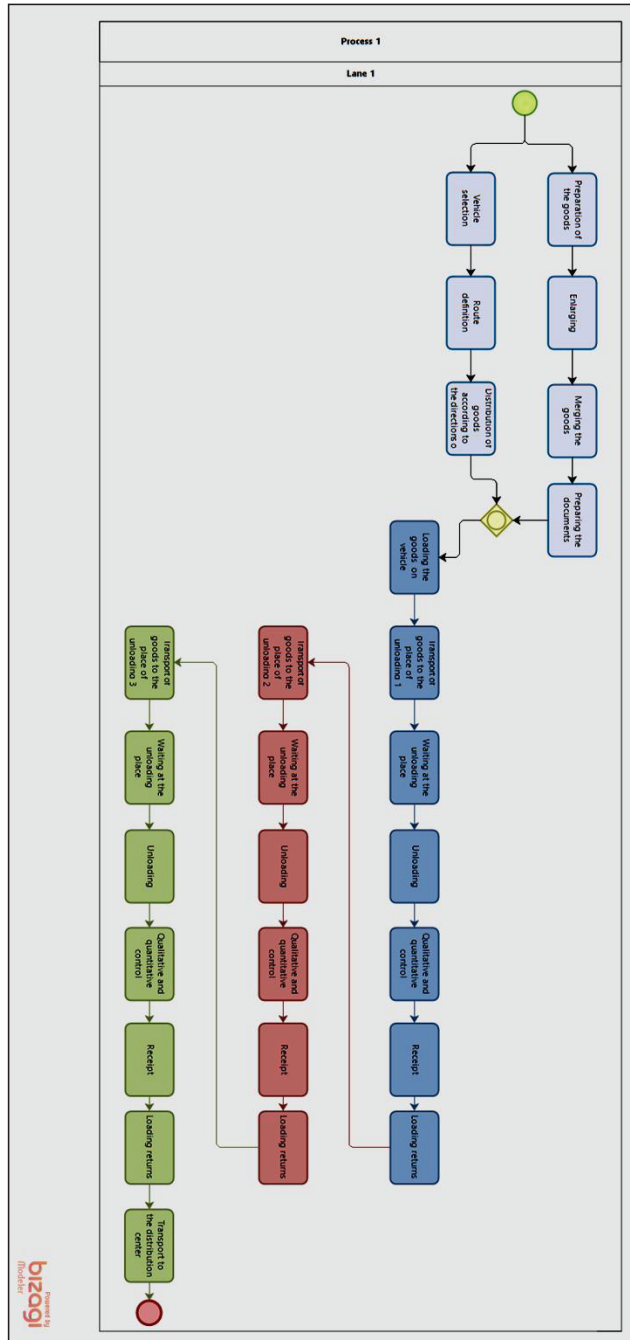 Process 1
Lane 1
Preparation of
the goods
Enlarging
Merging the
goods
Preparing the
documents
Vehicle
selection
Route
definition
Distribution of
goods
according to
the directions o
Loading the
goods on
vehicle
Transport of
goods to the
place of
unloading 1
Waiting at the
unloading
place
Unloading
Qualitative and
quantitative
control
Receipt
Loading returns
Transport of
goods to the
place of
unloading 2
Waiting at the
unloading
place
Unloading
Qualitative and
quantitative
control
Receipt
Loading returns
Transport of
goods to the
place of
unloading 3
Waiting at the
unloading
place
Unloading
Qualitative and
quantitative
control
Receipt
Loading returns
Transport to
the distribution
center
Powered by
bizagi
Modeler